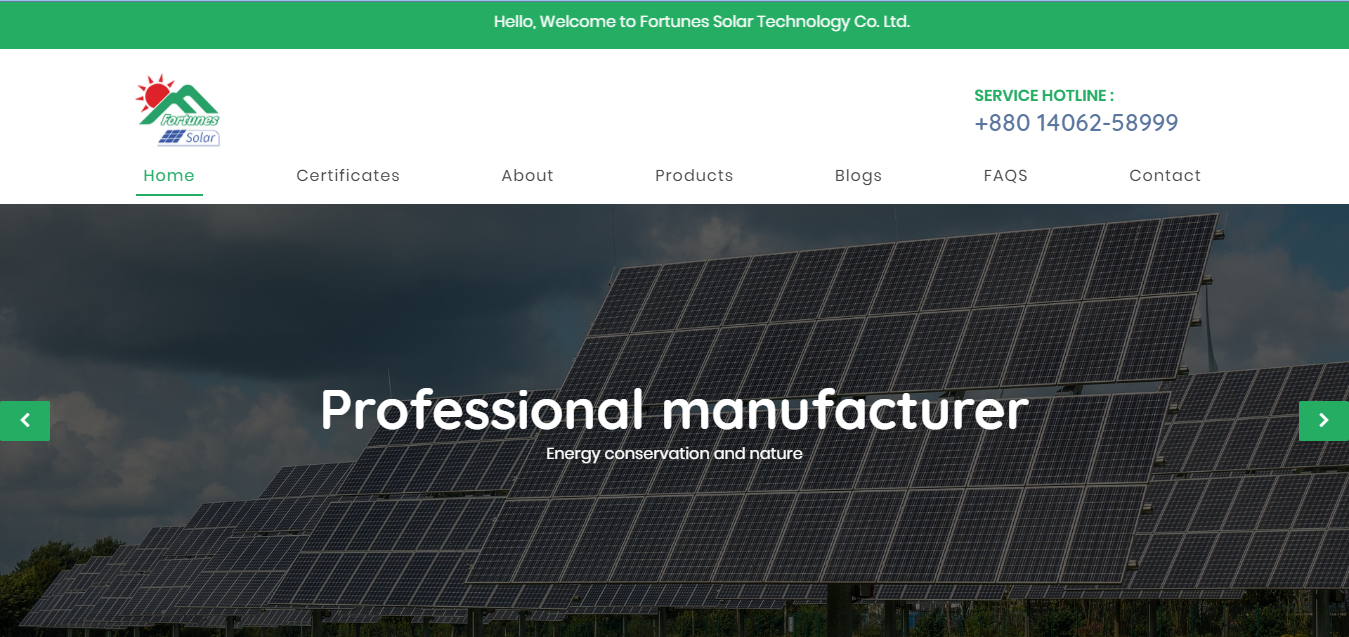 Hello, Welcome to Fortunes Solar Technology Co. Ltd.
Fortunes
Solar
SERVICE HOTLINE :
+880 14062-58999
Home Certificates About Products Blogs FAQS Contact
Professional manufacturer
Energy conservation and nature